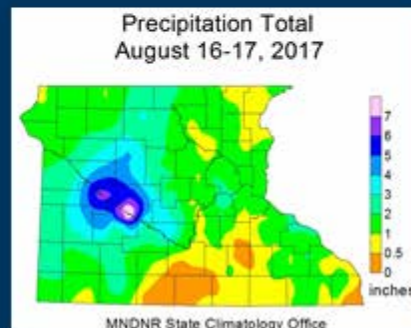 Precipitation Total
August 16-17, 2017
7
6
5
4
3
2
1
0.5
0
inches
MNDNR State Climatology Office